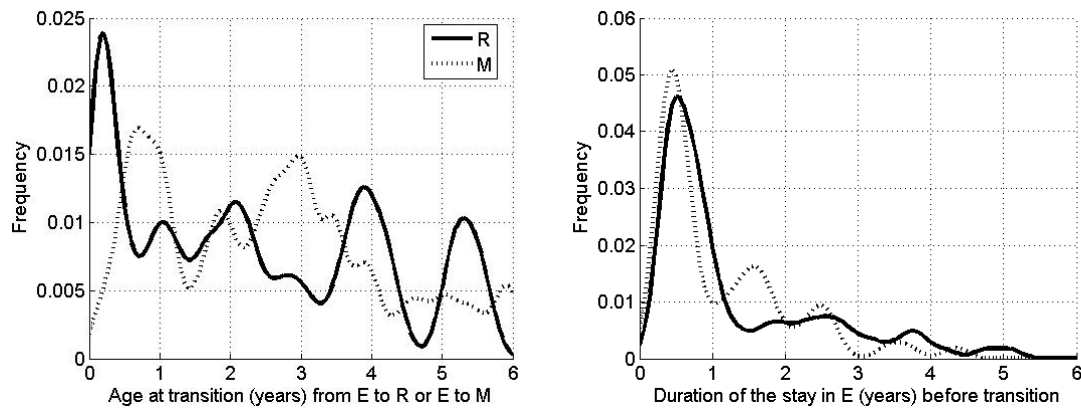 0.025
0.02
0.015
0.01
0.005
0
Frequency
R
M
0 1 2 3 4 5 6
Age at transition (years) from E to R or E to M
0.06
0.05
0.04
0.03
0.02
0.01
0
Frequency
0 1 2 3 4 5 6
Duration of the stay in E (years) before transition